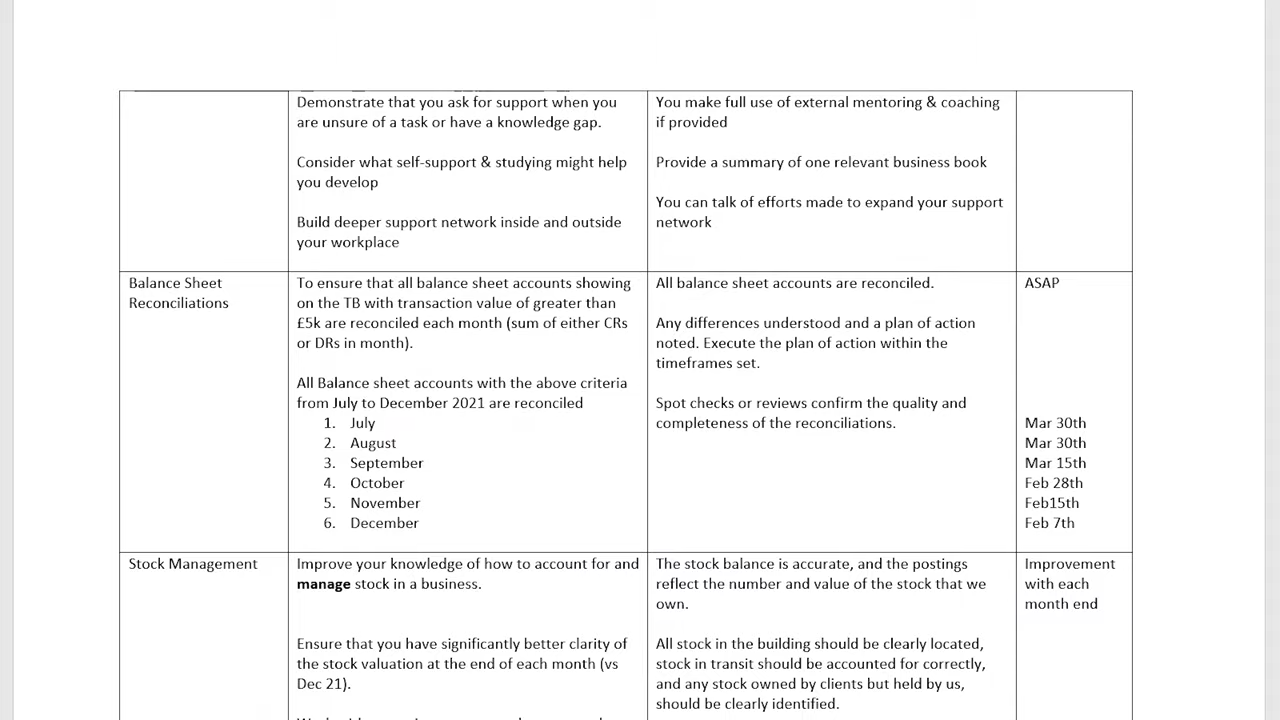 Demonstrate that you ask for support when you
are unsure of a task or have a knowledge gap.
Consider what self-support & studying might help
you develop
Build deeper support network inside and outside
your workplace
You make full use of external mentoring & coaching
if provided
Provide a summary of one relevant business book
You can talk of efforts made to expand your support
network
Balance Sheet
Reconciliations
To ensure that all balance sheet accounts showing
on the TB with transaction value of greater than
£5k are reconciled each month (sum of either CRs
or DRs in month).
All Balance sheet accounts with the above criteria
from July to December 2021 are reconciled
1. July
2. August
3. September
4. October
5. November
6. December
All balance sheet accounts are reconciled.
Any differences understood and a plan of action
noted. Execute the plan of action within the
timeframes set.
Spot checks or reviews confirm the quality and
completeness of the reconciliations.
ASAP
Mar 30th
Mar 30th
Mar 15th
Feb 28th
Feb15th
Feb 7th
Stock Management
Improve your knowledge of how to account for and
manage stock in a business.
Ensure that you have significantly better clarity of
the stock valuation at the end of each month (vs
Dec 21).
The stock balance is accurate, and the postings
reflect the number and value of the stock that we
own.
All stock in the building should be clearly located,
stock in transit should be accounted for correctly,
and any stock owned by clients but held by us,
should be clearly identified.
Improvement
with each
month end